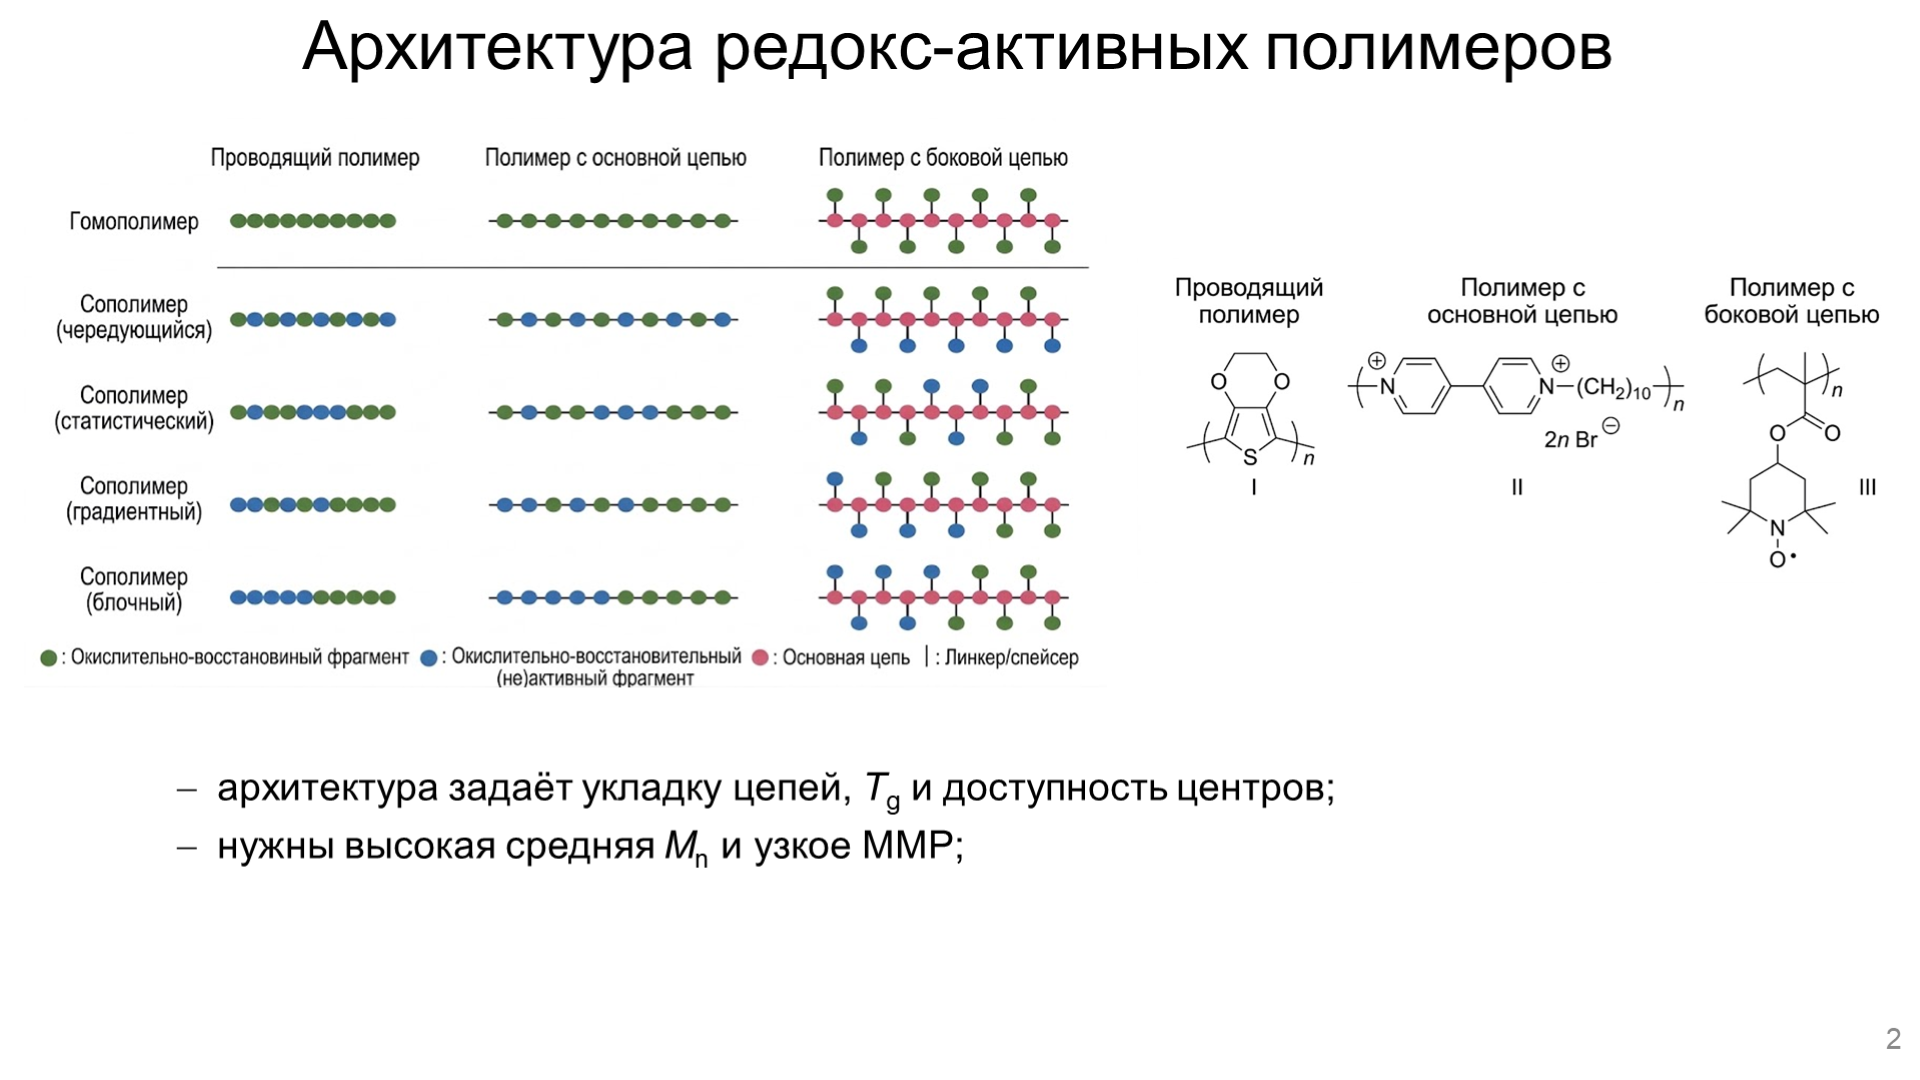 Архитектура редокс-активных полимеров
Проводящий полимер
Полимер с основной цепью
Полимер с боковой цепью
Гомополимер
Сополимер
(чередующийся)
Сополимер
(статистический)
Сополимер
(градиентный)
Сополимер
(блочный)
: Окислительно-восстановиный фрагмент
: Окислительно-восстановительный
(не)активный фрагмент
: Основная цепь
| : Линкер/спейсер
Проводящий
полимер
O O
S
n
I
Полимер с
основной цепью
⊕ ⊕
N N (CH₂)₁₀ n
2n Br ⊖
II
Полимер с
боковой цепью
n
O O
N
O•
III
– архитектура задаёт укладку цепей, Tg и доступность центров;
– нужны высокая средняя Mn и узкое ММР;
2